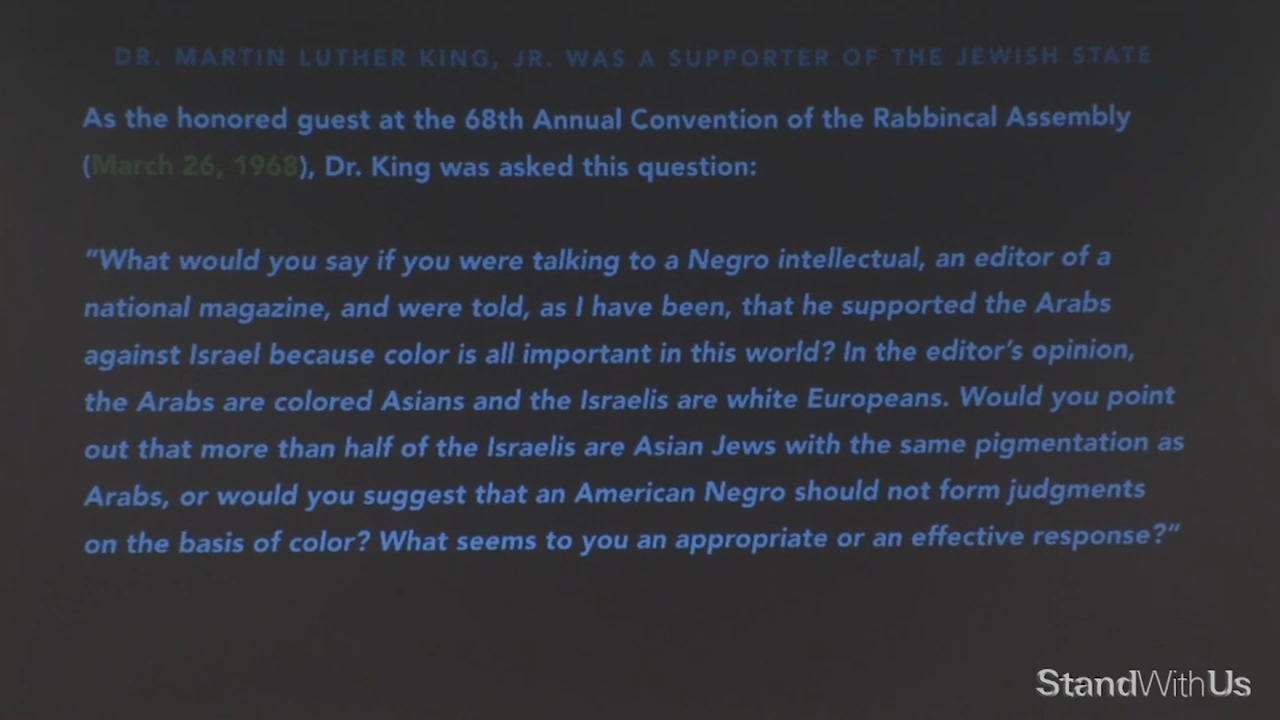 DR. MARTIN LUTHER KING, JR. WAS A SUPPORTER OF THE JEWISH STATE
As the honored guest at the 68th Annual Convention of the Rabbincal Assembly
(March 26, 1968), Dr. King was asked this question:
"What would you say if you were talking to a Negro intellectual, an editor of a
national magazine, and were told, as I have been, that he supported the Arabs
against Israel because color is all important in this world? In the editor's opinion,
the Arabs are colored Asians and the Israelis are white Europeans. Would you point
out that more than half of the Israelis are Asian Jews with the same pigmentation as
Arabs, or would you suggest that an American Negro should not form judgments
on the basis of color? What seems to you an appropriate or an effective response?"
StandWithUs